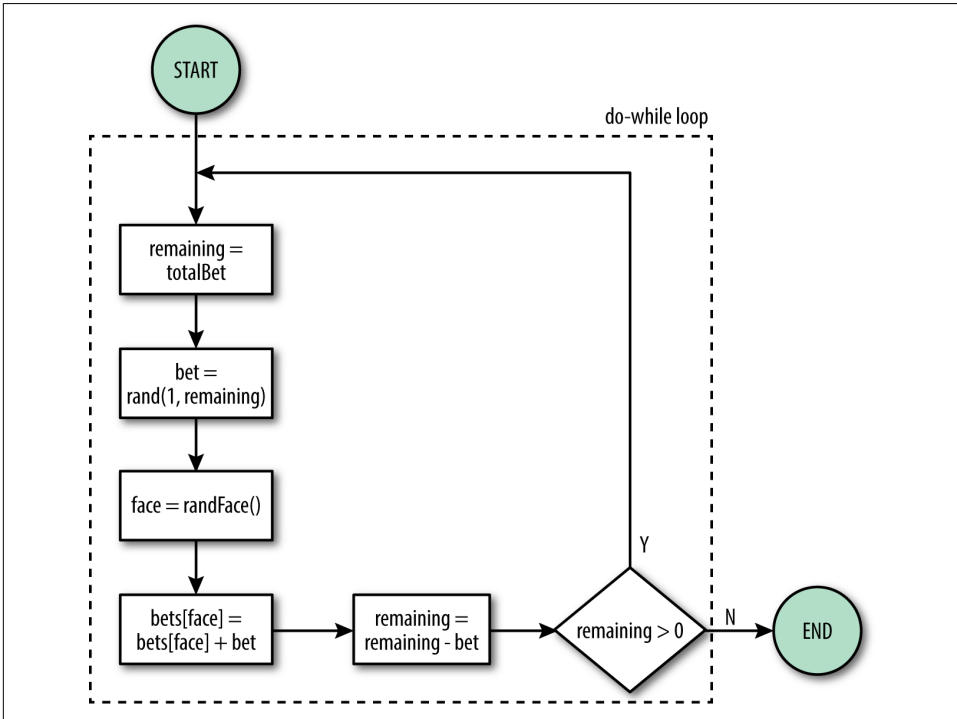 START
do-while loop
remaining =
totalBet
bet =
rand(1, remaining)
face = randFace()
bets[face] =
bets[face] + bet
remaining =
remaining - bet
remaining > 0
Y
N
END